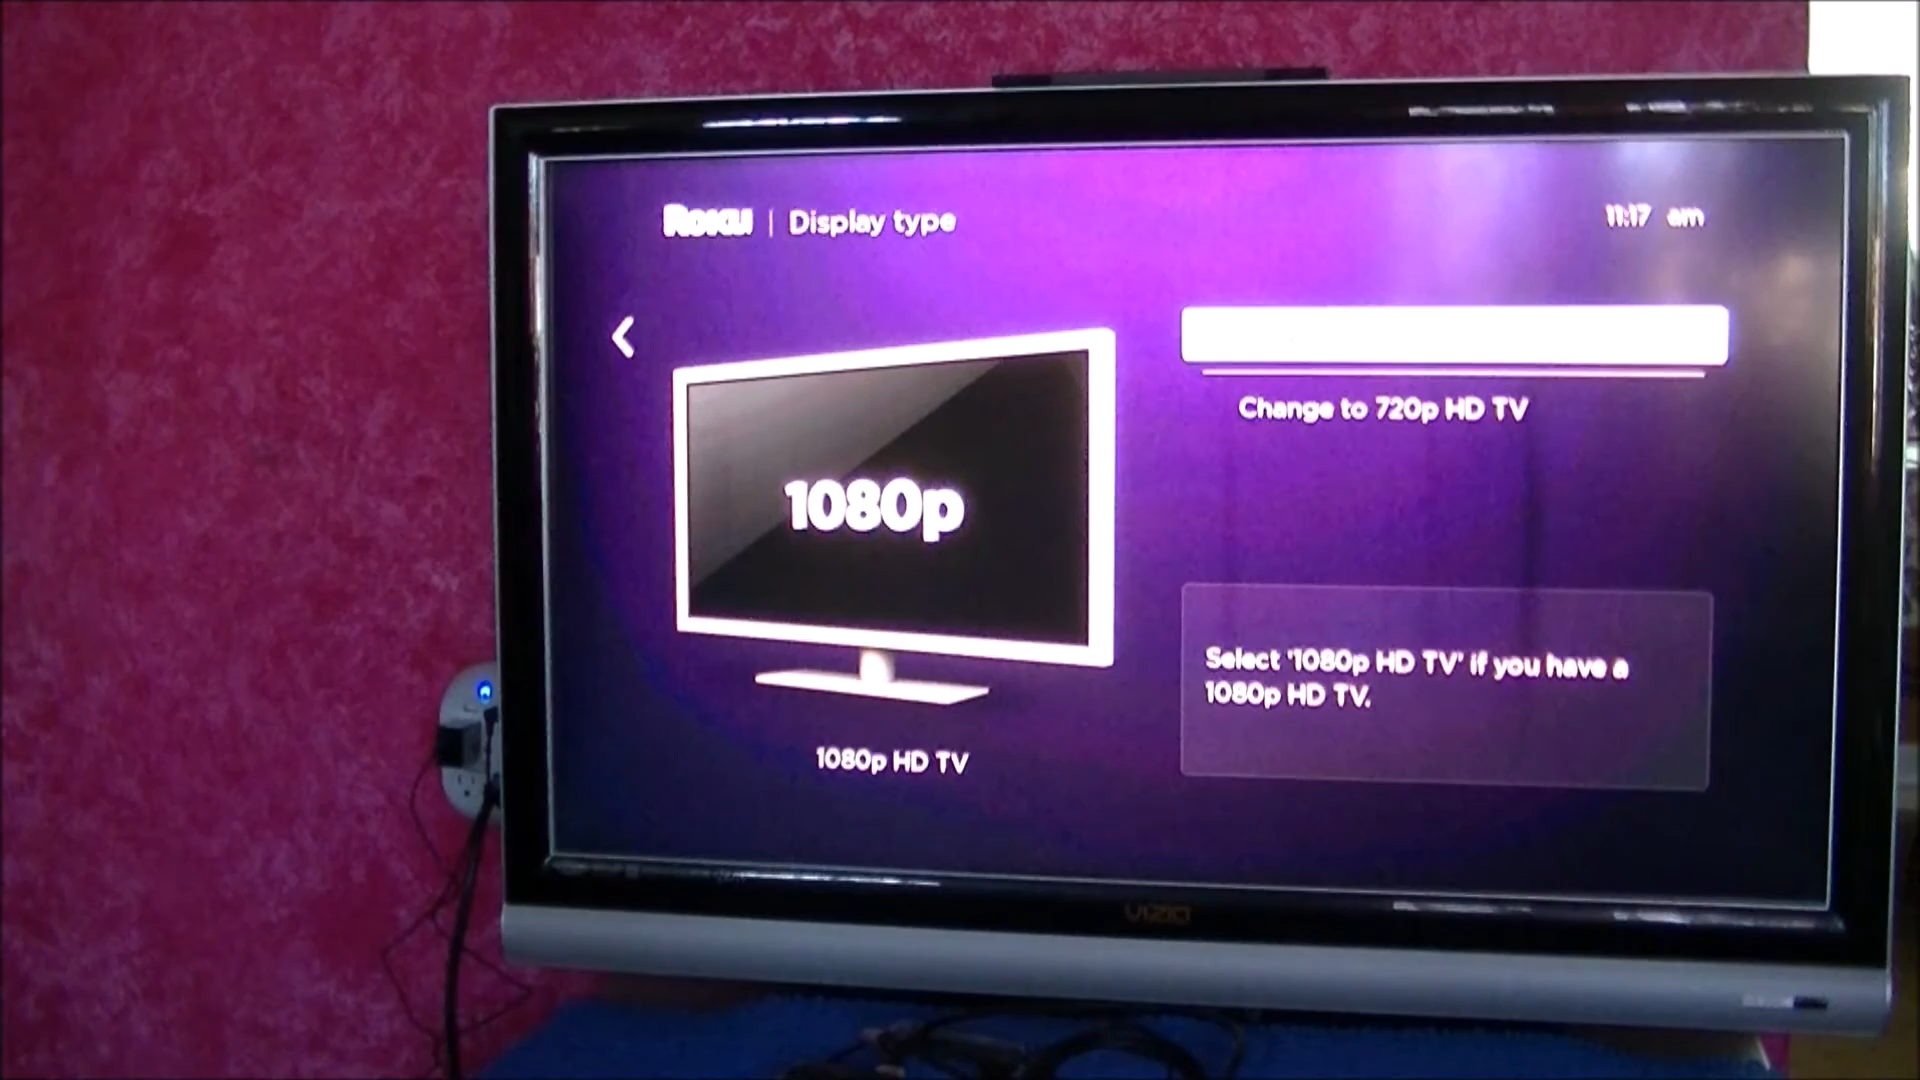 Roku | Display type
11:17 am
Change to 720p HD TV
1080p
Select '1080p HD TV' if you have a
1080p HD TV.
1080p HD TV
VIZIO